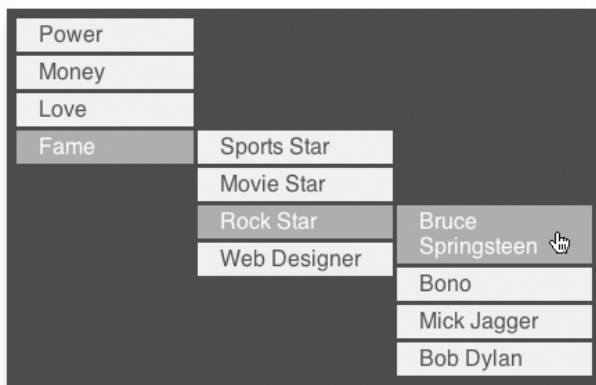 Power
Money
Love
Fame
Sports Star
Movie Star
Rock Star
Web Designer
Bruce
Springsteen
Bono
Mick Jagger
Bob Dylan